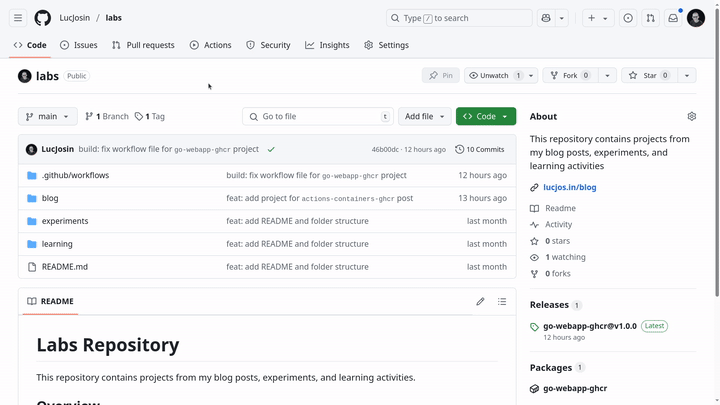 LucJosin / labs
Type / to search
Code Issues Pull requests Actions Security Insights Settings
labs Public
Pin Unwatch 1 Fork 0 Star 0
main 1 Branch 1 Tag Go to file t Add file Code
LucJosin build: fix workflow file for go-webapp-ghcr project 46b00dc · 12 hours ago 10 Commits
.github/workflows build: fix workflow file for go-webapp-ghcr project 12 hours ago
blog feat: add project for actions-containers-ghcr post 13 hours ago
experiments feat: add README and folder structure last month
learning feat: add README and folder structure last month
README.md feat: add README and folder structure last month
README
Labs Repository
This repository contains projects from my blog posts, experiments, and learning activities.
Overview
About
This repository contains projects from
my blog posts, experiments, and
learning activities
lucjos.in/blog
Readme
Activity
0 stars
1 watching
0 forks
Releases 1
go-webapp-ghcr@v1.0.0 Latest
12 hours ago
Packages 1
go-webapp-ghcr